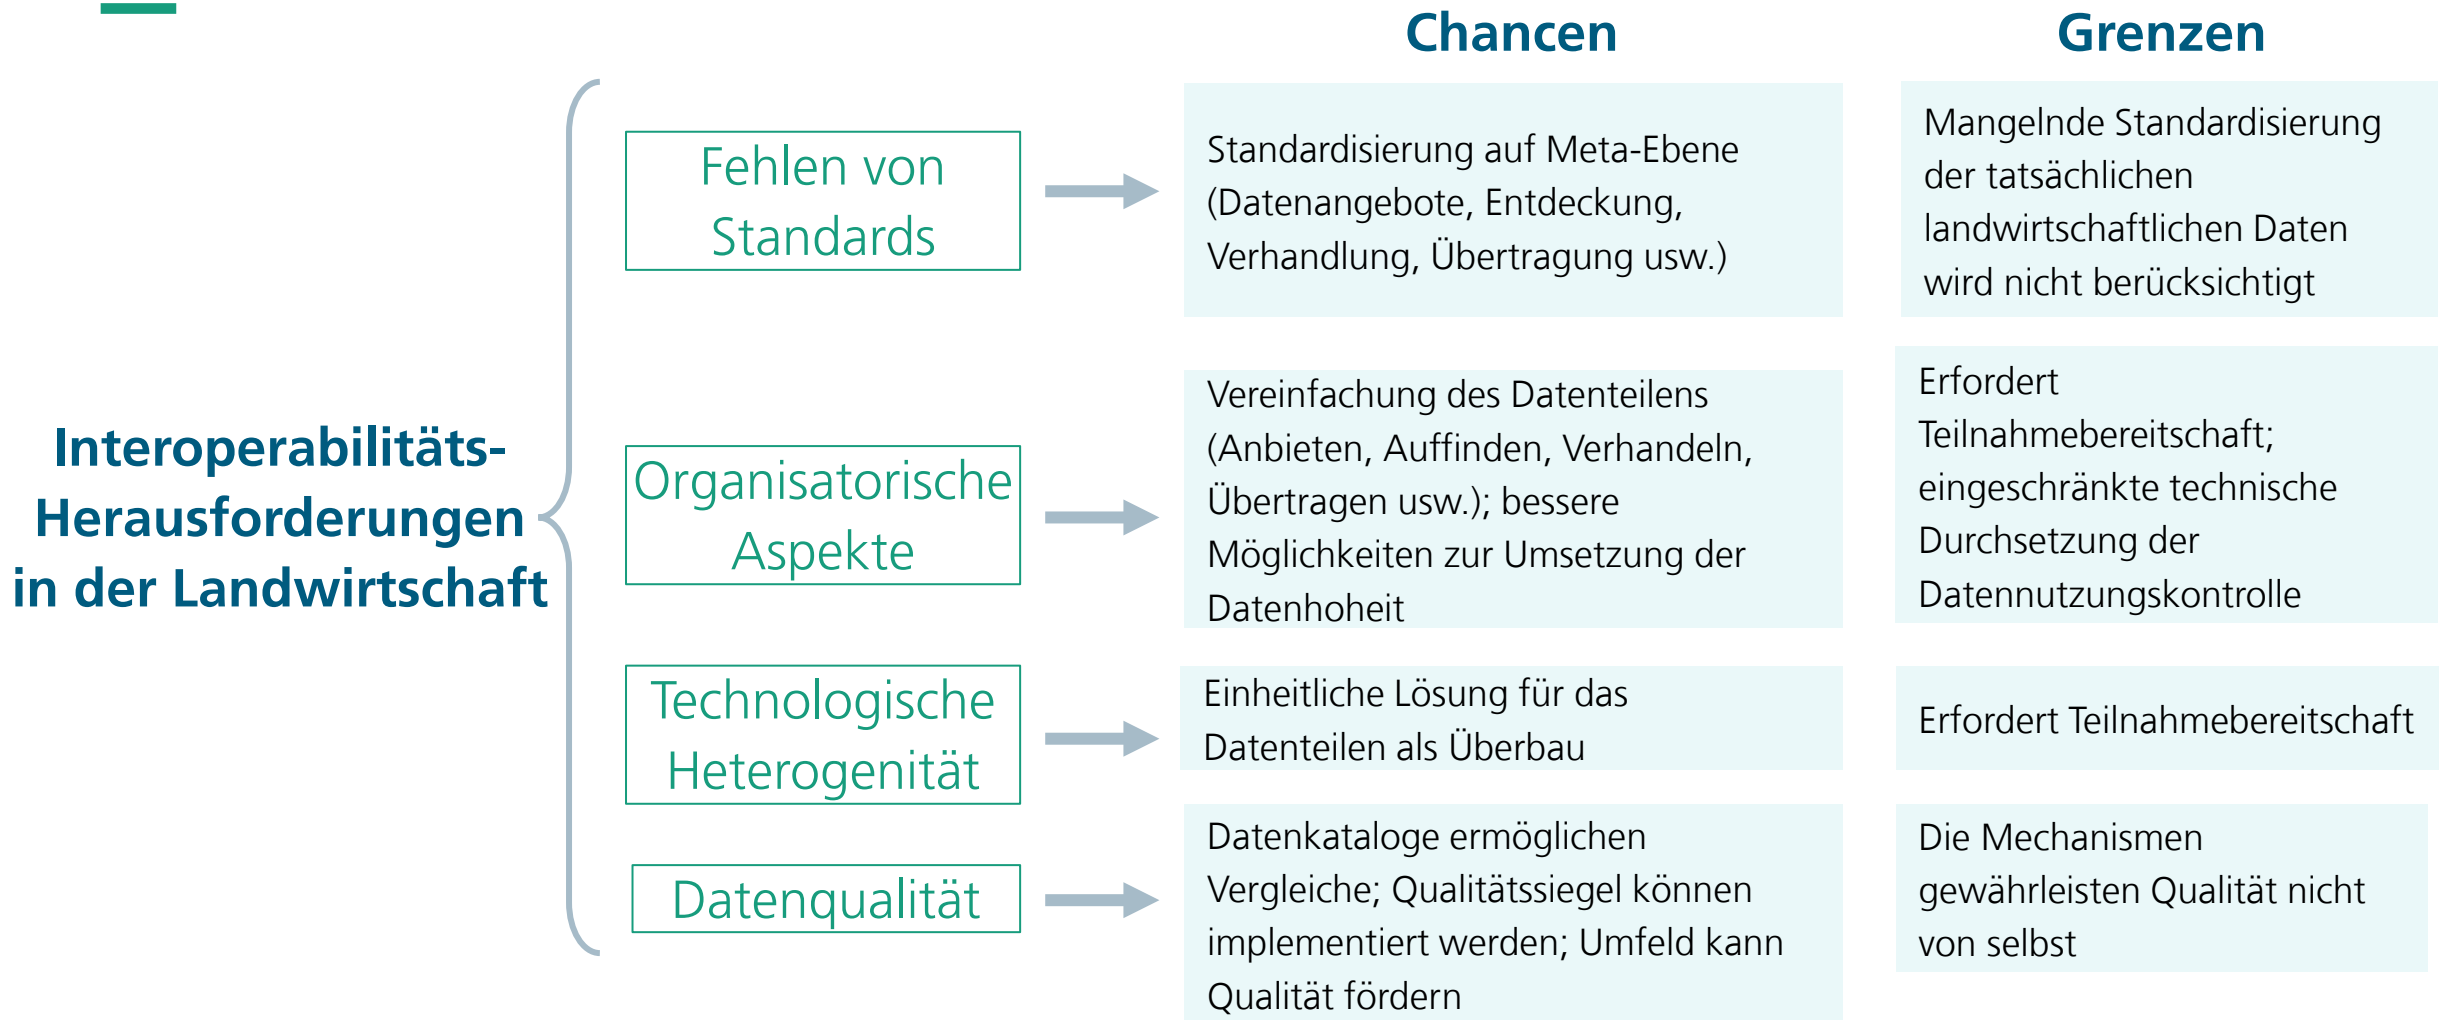 Chancen
Grenzen
Interoperabilitäts-
Herausforderungen
in der Landwirtschaft
Fehlen von
Standards
Standardisierung auf Meta-Ebene
(Datenangebote, Entdeckung,
Verhandlung, Übertragung usw.)
Mangelnde Standardisierung
der tatsächlichen
landwirtschaftlichen Daten
wird nicht berücksichtigt
Organisatorische
Aspekte
Vereinfachung des Datenteilens
(Anbieten, Auffinden, Verhandeln,
Übertragen usw.); bessere
Möglichkeiten zur Umsetzung der
Datenhoheit
Erfordert
Teilnahmebereitschaft;
eingeschränkte technische
Durchsetzung der
Datennutzungskontrolle
Technologische
Heterogenität
Einheitliche Lösung für das
Datenteilen als Überbau
Erfordert Teilnahmebereitschaft
Datenqualität
Datenkataloge ermöglichen
Vergleiche; Qualitätssiegel können
implementiert werden; Umfeld kann
Qualität fördern
Die Mechanismen
gewährleisten Qualität nicht
von selbst